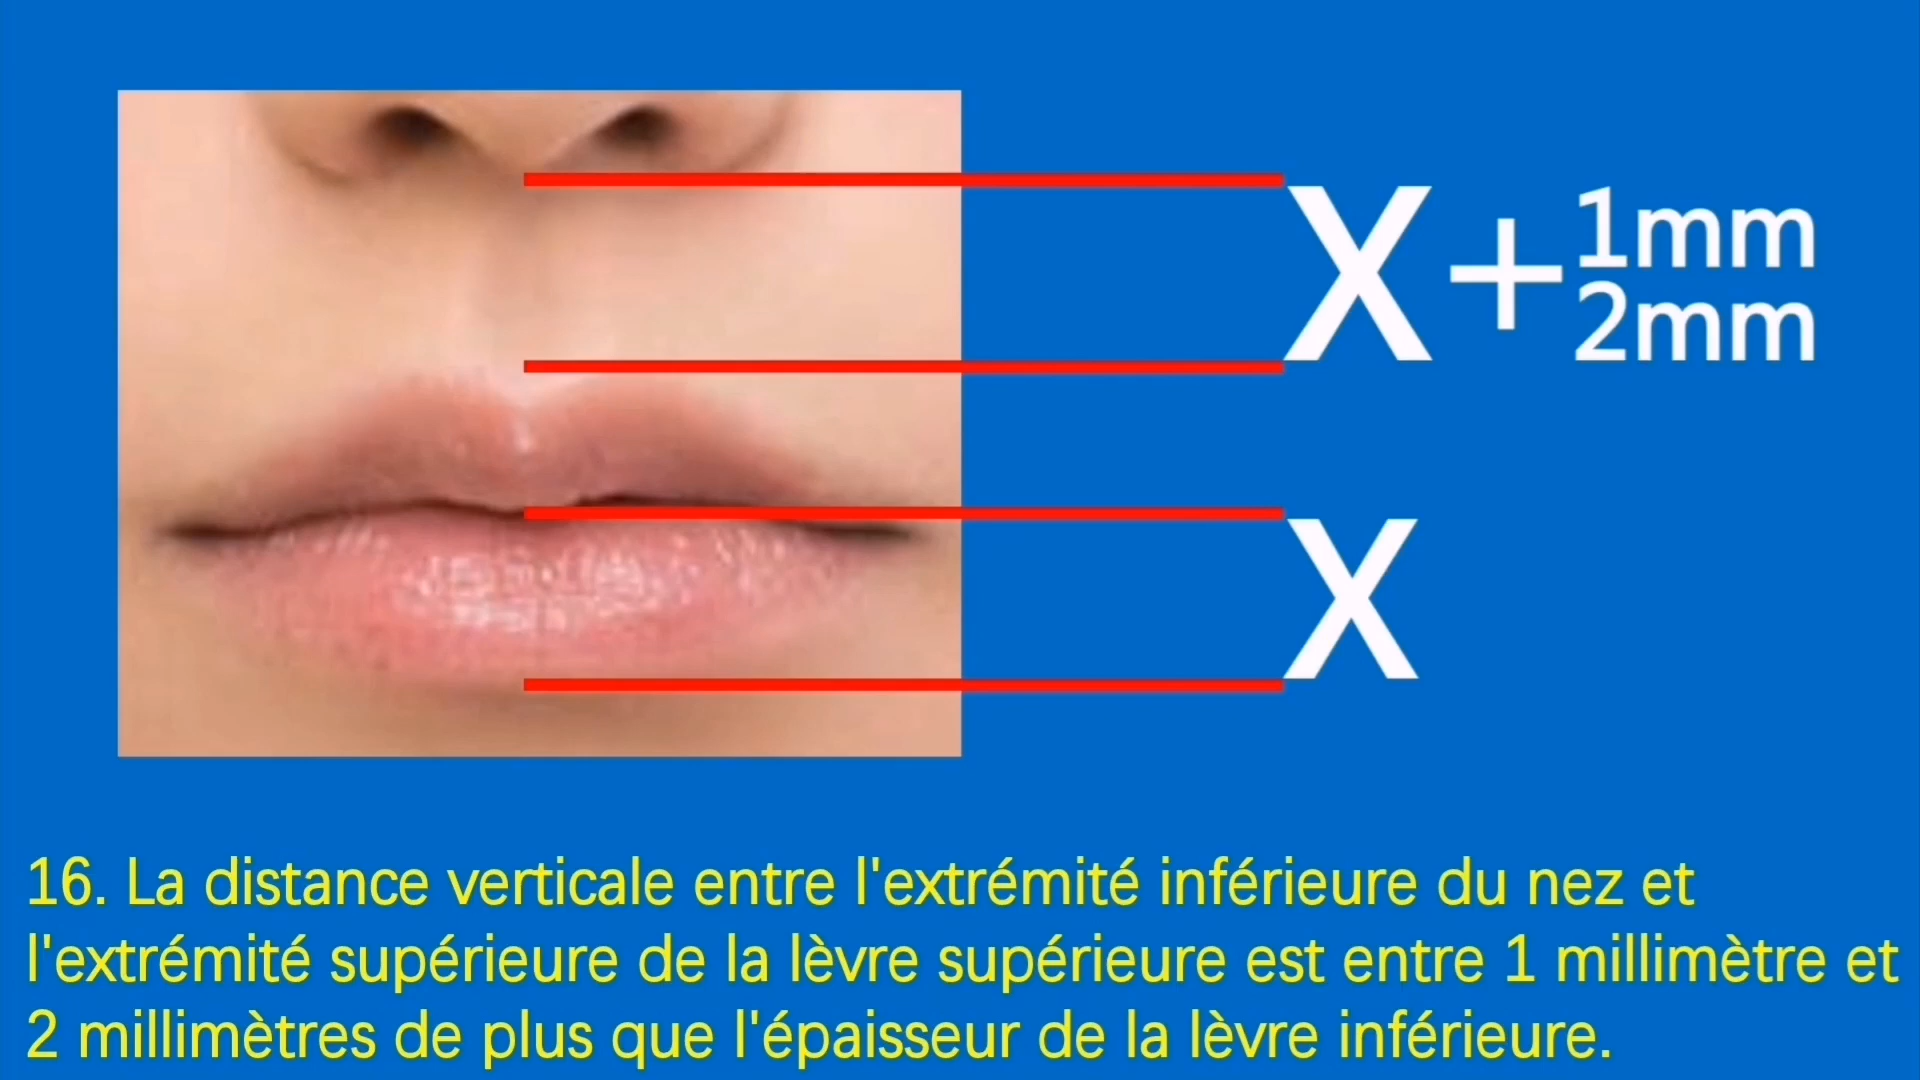 X+1mm
2mm
X
16. La distance verticale entre l'extrémité inférieure du nez et
l'extrémité supérieure de la lèvre supérieure est entre 1 millimètre et
2 millimètres de plus que l'épaisseur de la lèvre inférieure.